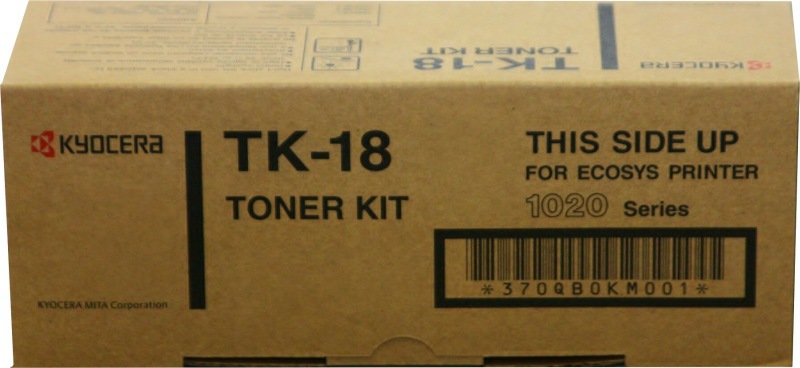 TK-18
TONER KIT
KYOCERA
KYOCERA
TK-18
TONER KIT
THIS SIDE UP
FOR ECOSYS PRINTER
1020 Series
*370QB0KM001*
KYOCERA MITA Corporation